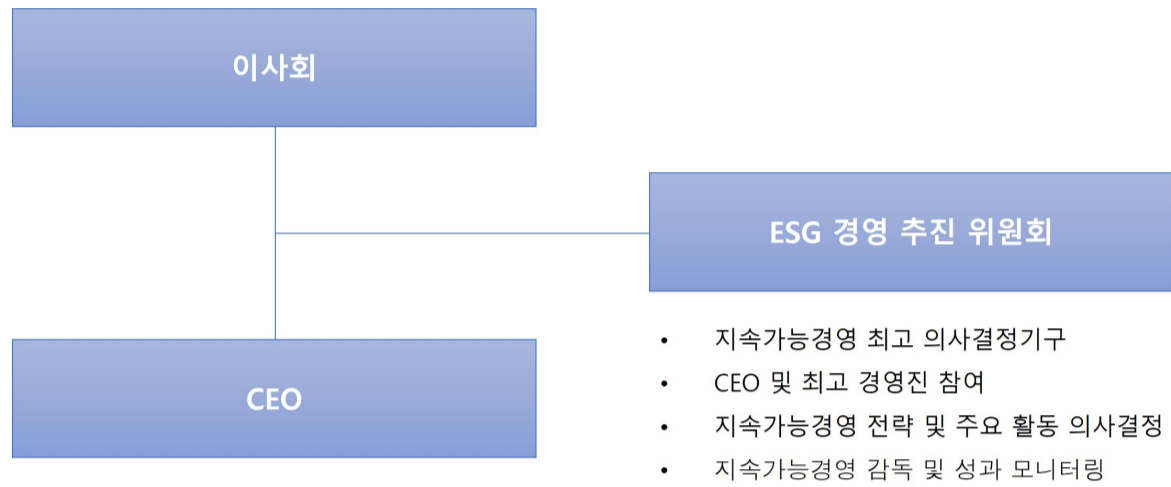 이사회
ESG 경영 추진 위원회
CEO
• 지속가능경영 최고 의사결정기구
• CEO 및 최고 경영진 참여
• 지속가능경영 전략 및 주요 활동 의사결정
• 지속가능경영 감독 및 성과 모니터링